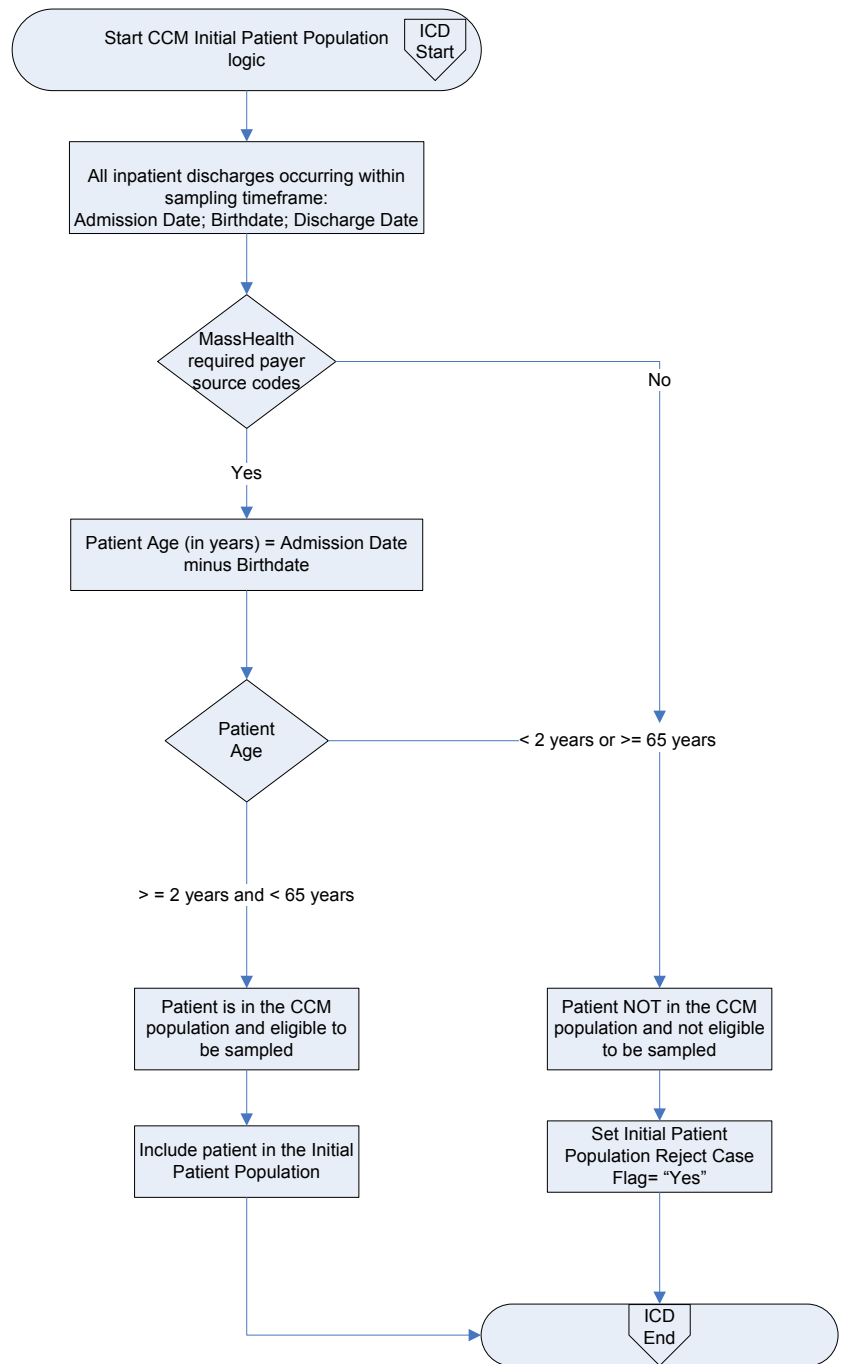 Start CCM Initial Patient Population
logic
ICD
Start
All inpatient discharges occurring within
sampling timeframe:
Admission Date; Birthdate; Discharge Date
MassHealth
required payer
source codes
No
Yes
Patient Age (in years) = Admission Date
minus Birthdate
Patient
Age
< 2 years or >= 65 years
> = 2 years and < 65 years
Patient is in the CCM
population and eligible to
be sampled
Patient NOT in the CCM
population and not eligible
to be sampled
Include patient in the Initial
Patient Population
Set Initial Patient
Population Reject Case
Flag= “Yes”
ICD
End